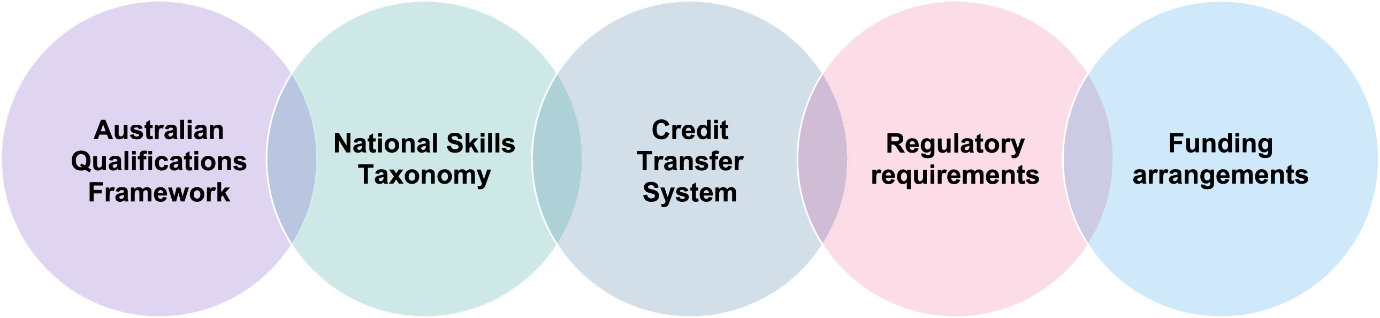 Australian
Qualifications
Framework
National Skills
Taxonomy
Credit
Transfer
System
Regulatory
requirements
Funding
arrangements